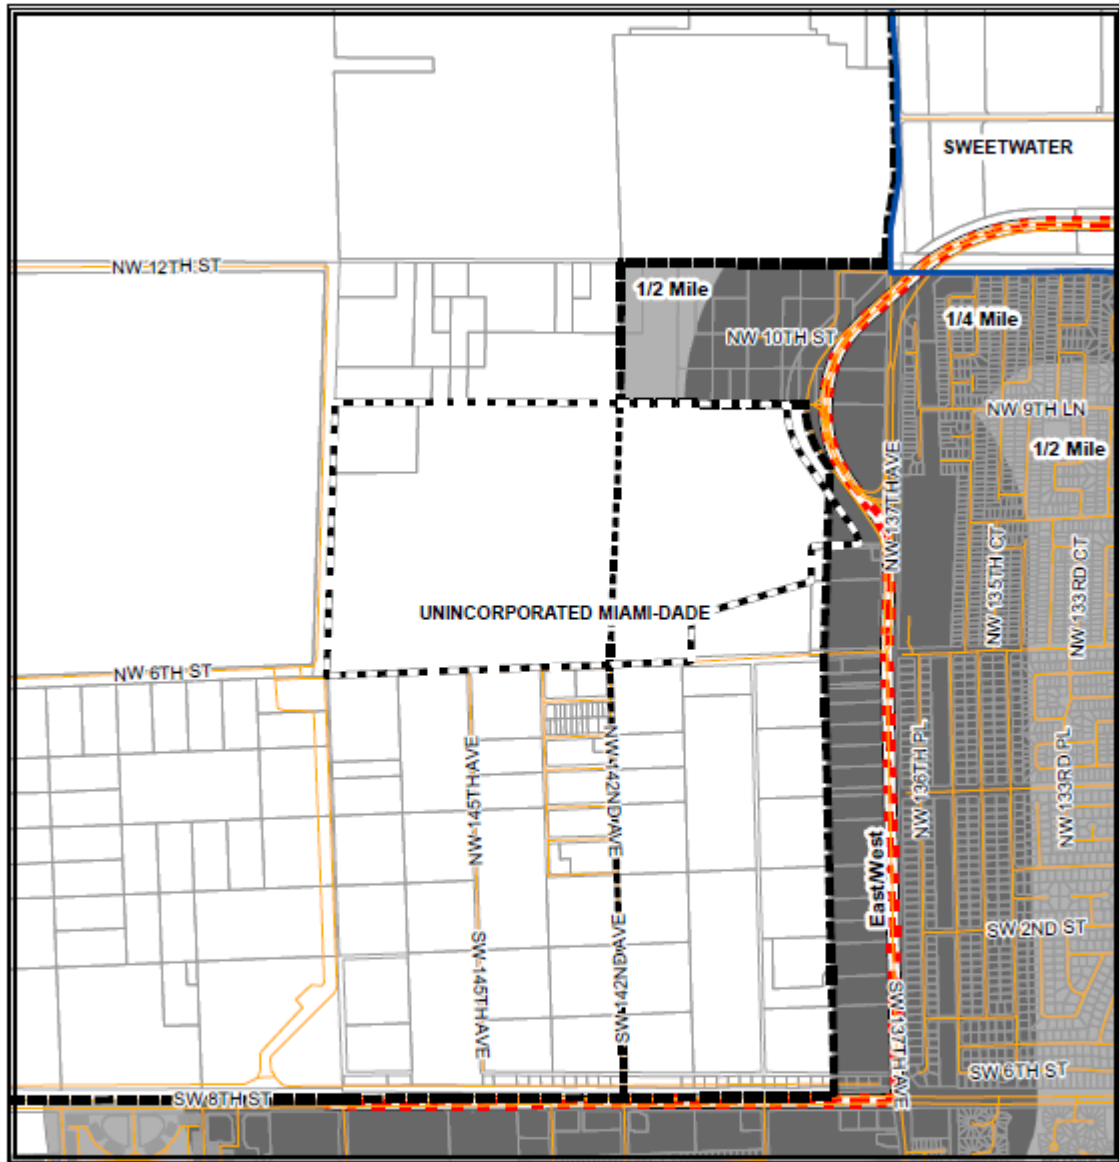 SWEETWATER
NW 12TH ST
1/2 Mile
1/4 Mile
NW 10TH ST
NW 9TH LN
1/2 Mile
NW 137TH AVE
NW 135TH CT
NW 133RD CT
UNINCORPORATED MIAMI-DADE
NW 6TH ST
NW 145TH AVE
NW 142ND AVE
NW 136TH PL
NW 133RD PL
East/West
SW 2ND ST
SW 145TH AVE
SW 142ND AVE
SW 137TH AVE
SW 6TH ST
SW 8TH ST